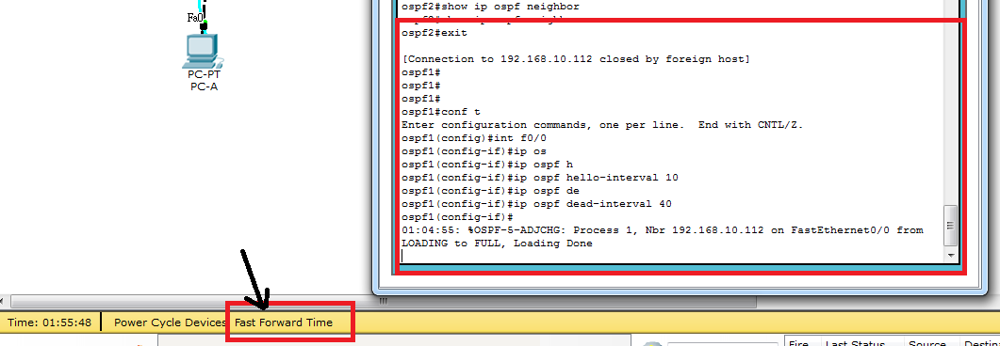 Fa0
PC-PT
PC-A
ospf2#show ip ospf neighbor
ospf2#exit
[Connection to 192.168.10.112 closed by foreign host]
ospf1#
ospf1#
ospf1#
ospf1#conf t
Enter configuration commands, one per line.  End with CNTL/Z.
ospf1(config)#int f0/0
ospf1(config-if)#ip os
ospf1(config-if)#ip ospf h
ospf1(config-if)#ip ospf hello-interval 10
ospf1(config-if)#ip ospf de
ospf1(config-if)#ip ospf dead-interval 40
ospf1(config-if)#
01:04:55: %OSPF-5-ADJCHG: Process 1, Nbr 192.168.10.112 on FastEthernet0/0 from
LOADING to FULL, Loading Done
Time: 01:55:48 Power Cycle Devices Fast Forward Time
Fire Last Status Source